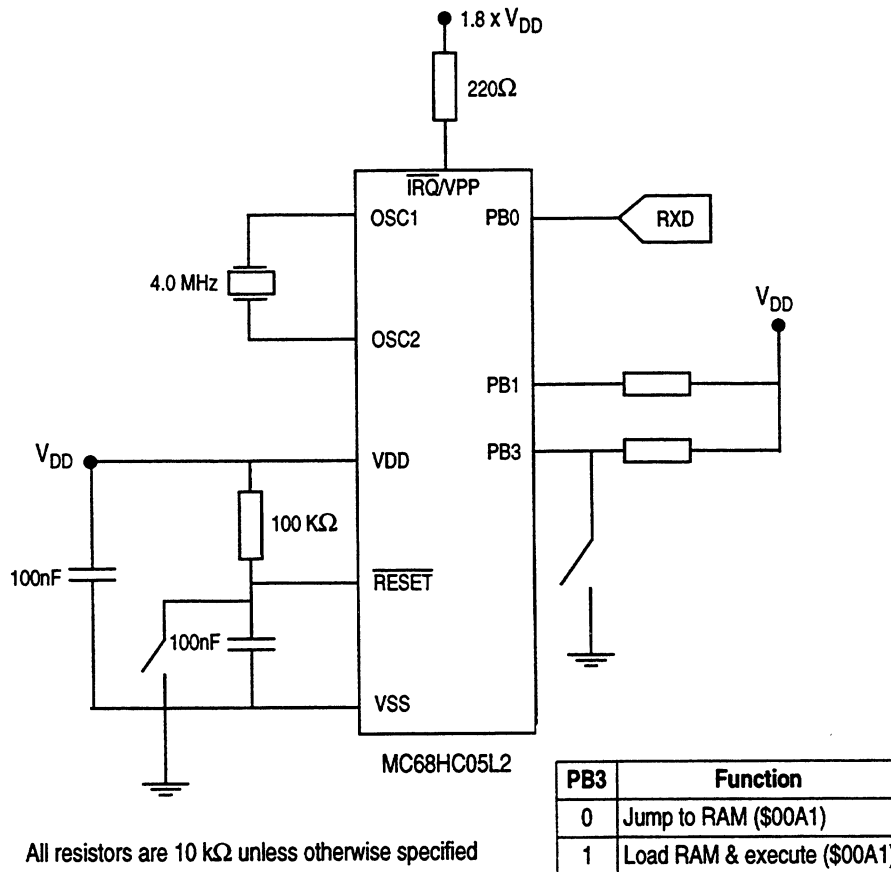 1.8 x VDD
220Ω
IRQ/VPP
OSC1
PB0
RXD
4.0 MHz
VDD
OSC2
PB1
PB3
VDD
VDD
100 KΩ
100nF
RESET
100nF
VSS
MC68HC05L2
PB3 Function
0 Jump to RAM ($00A1)
1 Load RAM & execute ($00A1)
All resistors are 10 kΩ unless otherwise specified